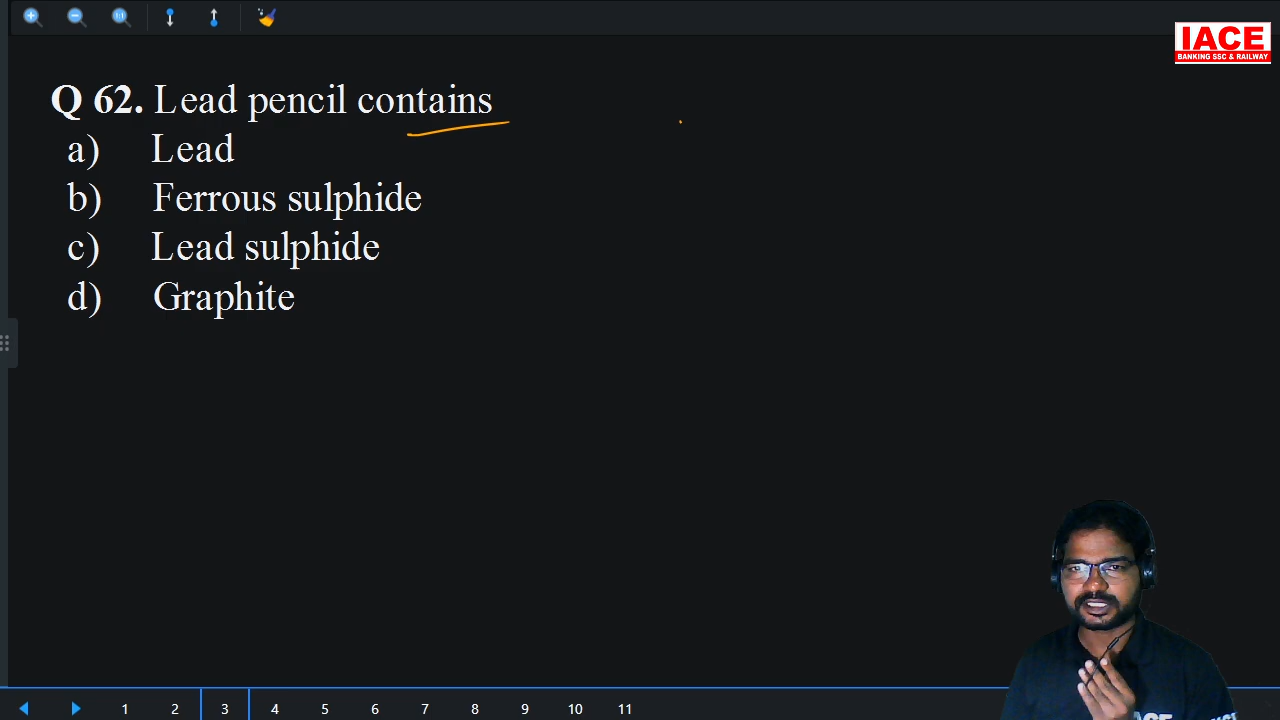 IACE
BANKING SSC & RAILWAY
Q 62. Lead pencil contains
a) Lead
b) Ferrous sulphide
c) Lead sulphide
d) Graphite
1 2 3 4 5 6 7 8 9 10 11